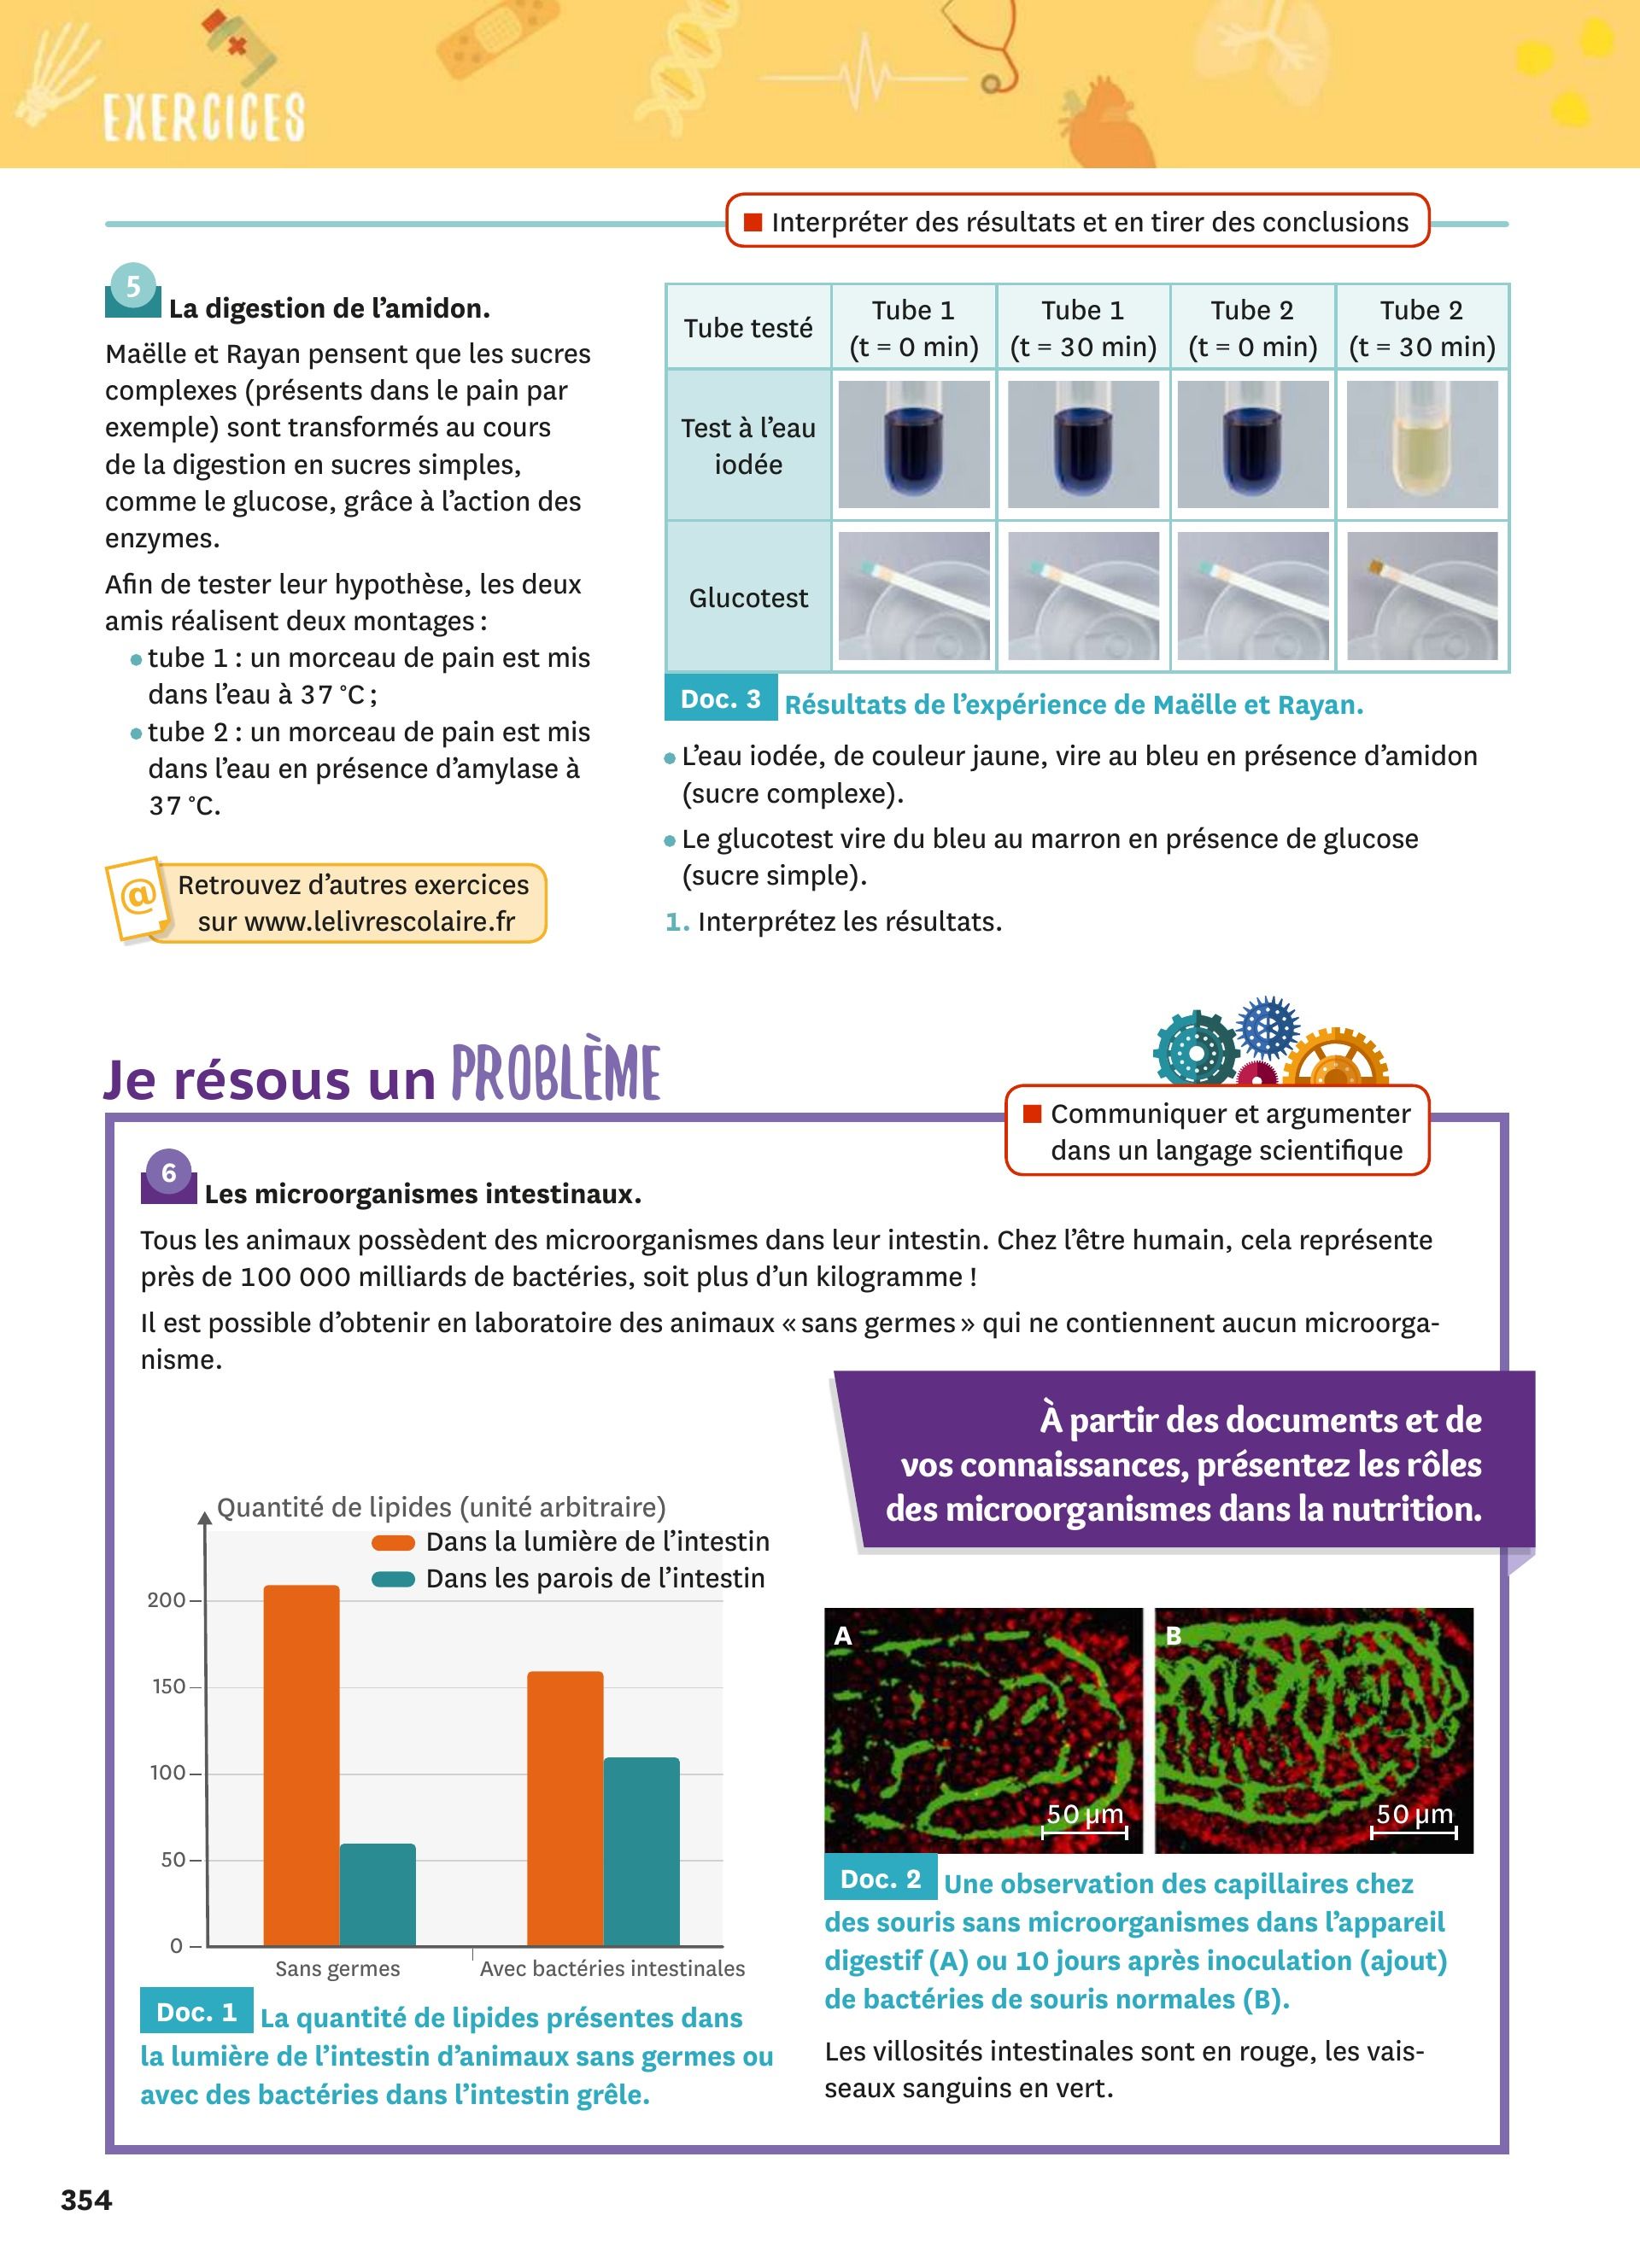 EXERCICES
Interpréter des résultats et en tirer des conclusions
5
La digestion de l’amidon.
Maëlle et Rayan pensent que les sucres
complexes (présents dans le pain par
exemple) sont transformés au cours
de la digestion en sucres simples,
comme le glucose, grâce à l’action des
enzymes.
Afin de tester leur hypothèse, les deux
amis réalisent deux montages :
• tube 1 : un morceau de pain est mis
dans l’eau à 37 °C ;
• tube 2 : un morceau de pain est mis
dans l’eau en présence d’amylase à
37 °C.
@
Retrouvez d’autres exercices
sur www.lelivrescolaire.fr
Tube testé
Tube 1
(t = 0 min)
Tube 1
(t = 30 min)
Tube 2
(t = 0 min)
Tube 2
(t = 30 min)
Test à l’eau
iodée
Glucotest
Doc. 3 Résultats de l’expérience de Maëlle et Rayan.
• L’eau iodée, de couleur jaune, vire au bleu en présence d’amidon
(sucre complexe).
• Le glucotest vire du bleu au marron en présence de glucose
(sucre simple).
1. Interprétez les résultats.
Je résous un PROBLÈME
Communiquer et argumenter
dans un langage scientifique
6
Les microorganismes intestinaux.
Tous les animaux possèdent des microorganismes dans leur intestin. Chez l’être humain, cela représente
près de 100 000 milliards de bactéries, soit plus d’un kilogramme !
Il est possible d’obtenir en laboratoire des animaux « sans germes » qui ne contiennent aucun microorga-
nisme.
À partir des documents et de
vos connaissances, présentez les rôles
des microorganismes dans la nutrition.
Quantité de lipides (unité arbitraire)
Dans la lumière de l’intestin
Dans les parois de l’intestin
200
150
100
50
0
Sans germes
Avec bactéries intestinales
Doc. 1 La quantité de lipides présentes dans
la lumière de l’intestin d’animaux sans germes ou
avec des bactéries dans l’intestin grêle.
A
50 µm
B
50 µm
Doc. 2 Une observation des capillaires chez
des souris sans microorganismes dans l’appareil
digestif (A) ou 10 jours après inoculation (ajout)
de bactéries de souris normales (B).
Les villosités intestinales sont en rouge, les vais-
seaux sanguins en vert.
354